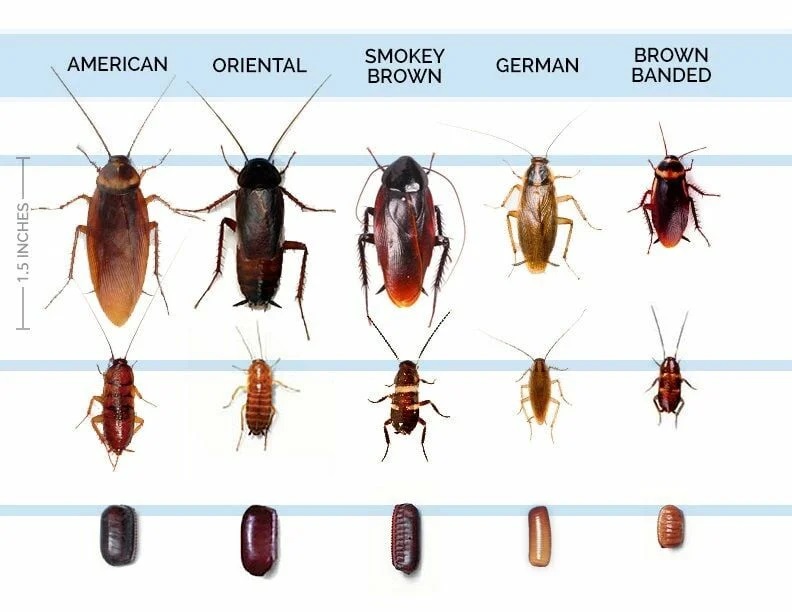 AMERICAN
ORIENTAL
SMOKEY
BROWN
GERMAN
BROWN
BANDED
1.5 INCHES